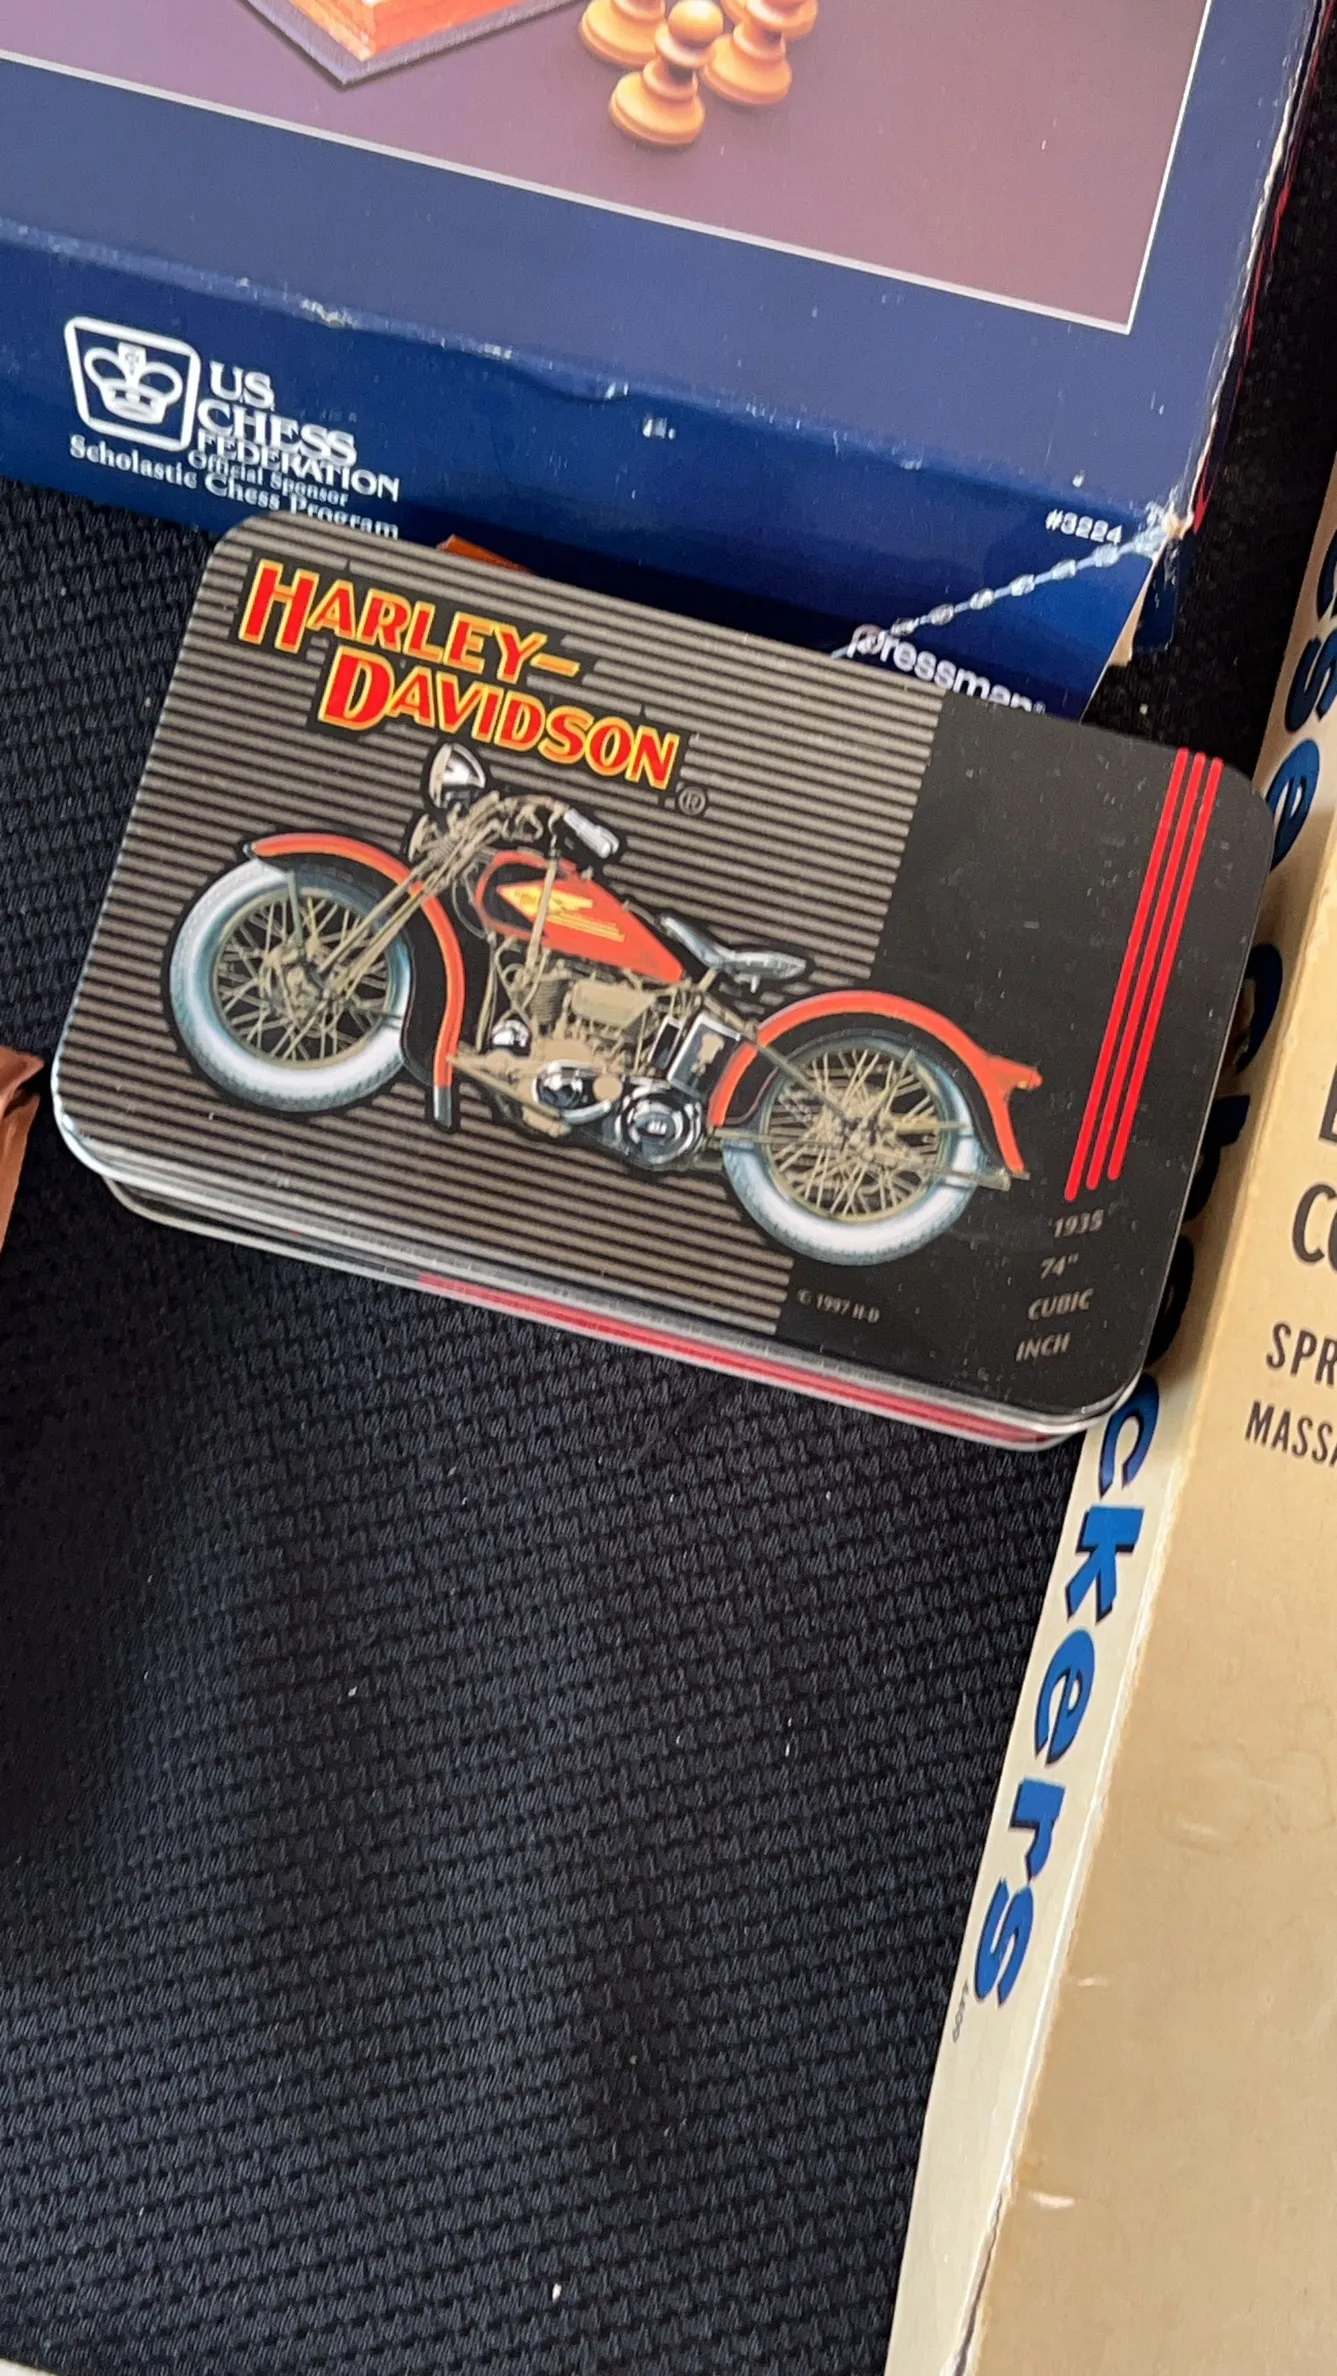 U.S.
CHESS
FEDERATION
Official Sponsor
Scholastic Chess Program
#3224
Pressman®
HARLEY-
DAVIDSON
®
1935
74"
CUBIC
INCH
© 1997 H-D
ckers
SPR
MASSA